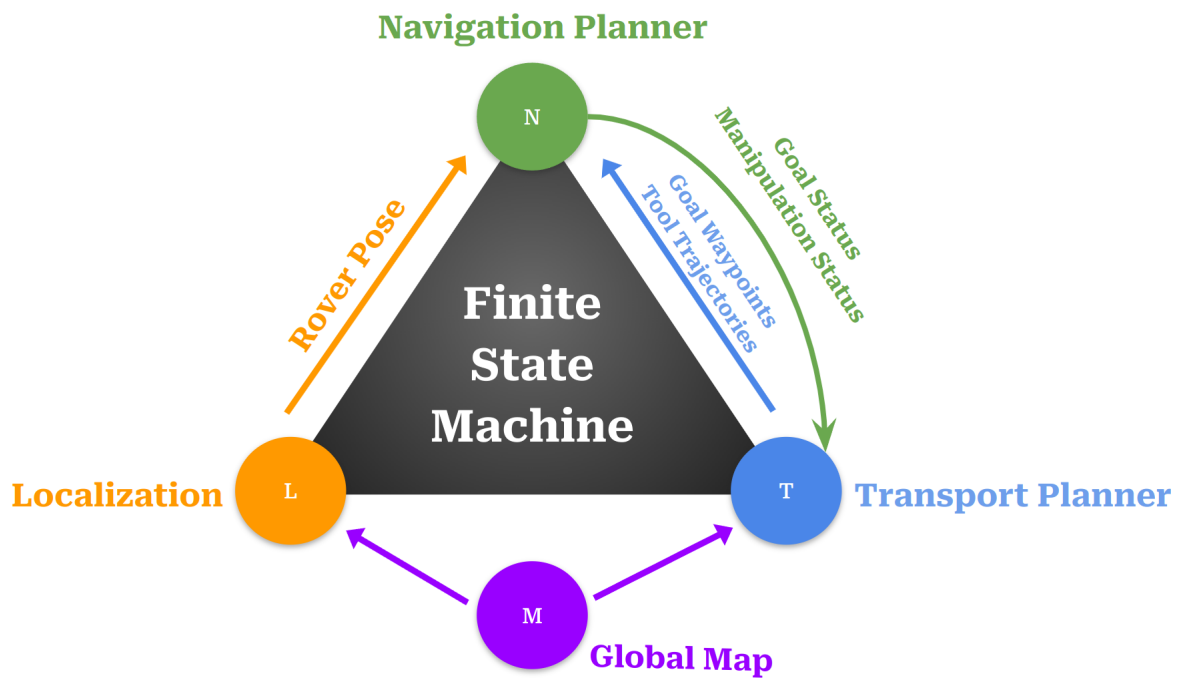 Navigation Planner
N
Goal Status
Manipulation Status
Goal Waypoints
Tool Trajectories
Rover Pose
Finite
State
Machine
Localization
L
T
Transport Planner
M
Global Map